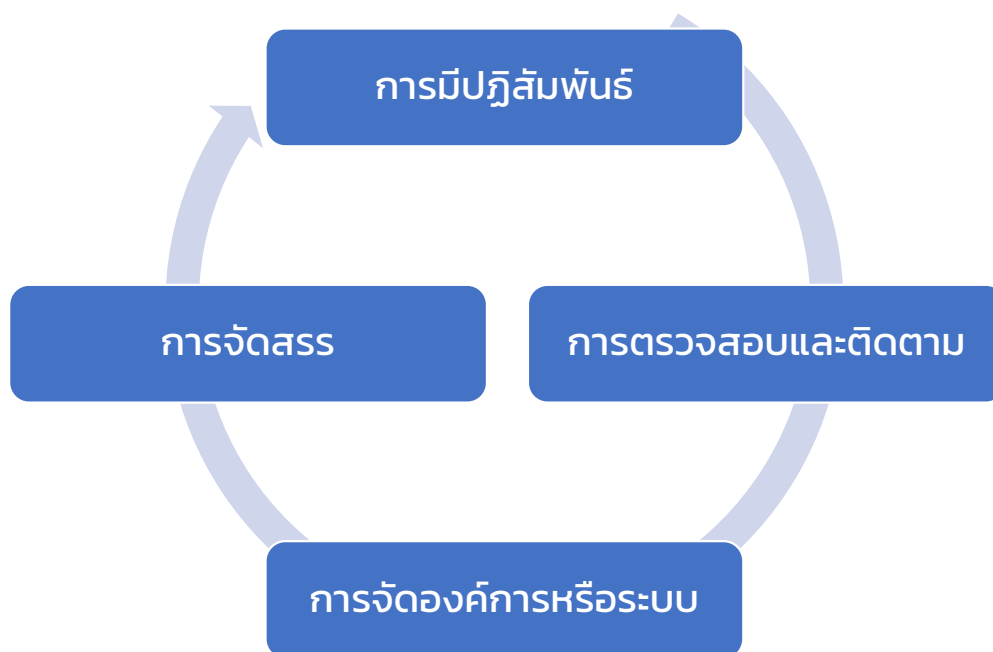 การมีปฏิสัมพันธ์
การจัดสรร
การตรวจสอบและติดตาม
การจัดองค์การหรือระบบ